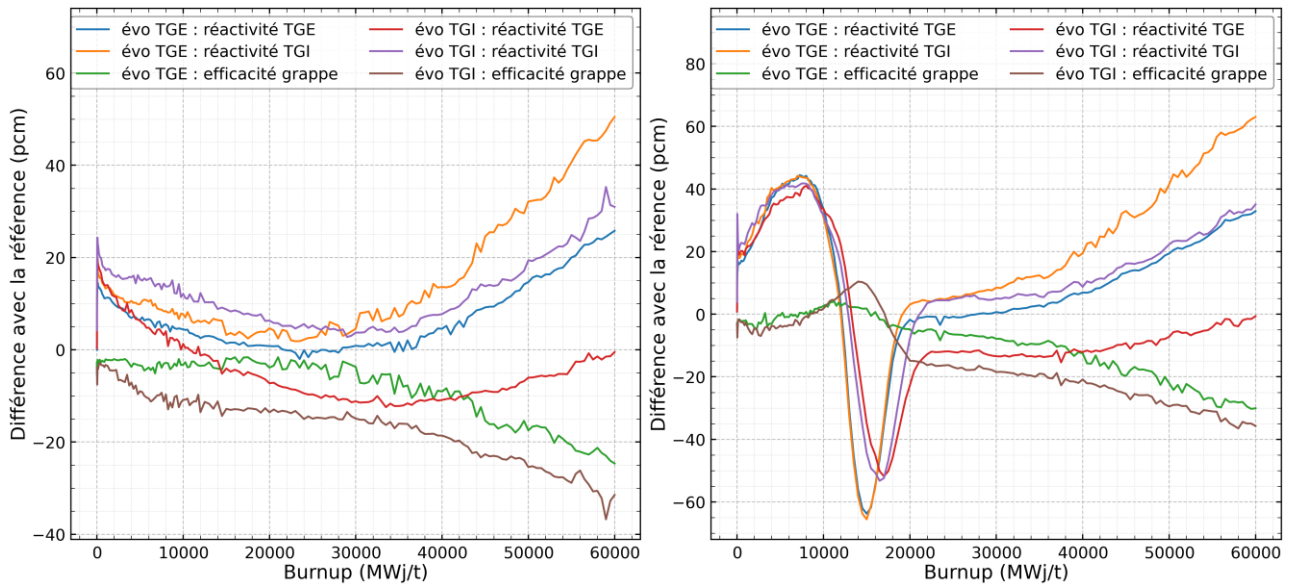 évo TGE : réactivité TGE
évo TGE : réactivité TGI
évo TGE : efficacité grappe
évo TGI : réactivité TGE
évo TGI : réactivité TGI
évo TGI : efficacité grappe
Différence avec la référence (pcm)
60
40
20
0
−20
−40
0 10000 20000 30000 40000 50000 60000
Burnup (MWj/t)
évo TGE : réactivité TGE
évo TGE : réactivité TGI
évo TGE : efficacité grappe
évo TGI : réactivité TGE
évo TGI : réactivité TGI
évo TGI : efficacité grappe
Différence avec la rérence (pcm)
80
60
40
20
0
−20
−40
−60
0 10000 20000 30000 40000 50000 60000
Burnup (MWj/t)